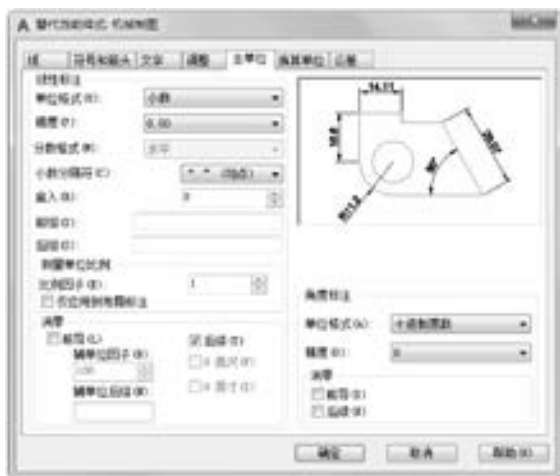 替代当前样式: 机械制图
线 符号和箭头 文字 调整 主单位 换算单位 公差
线性标注
单位格式(U): 小数
精度(P) 0.00
分数格式(M): 水平
小数分隔符(C): "."(句点)
舍入(R): 0
前缀(X):
后缀(S):
测量单位比例
比例因子(E): 1
仅应用到布局标注
消零
前导(L) 后续(T)
辅单位因子(B) 0 英尺(F)
100 0 英寸(I)
辅单位后缀(N)
14,11
R11,2
角度标注
单位格式(A): 十进制度数
精度(O): 0
消零
前导(D)
后续(N)
确定 取消 帮助(H)